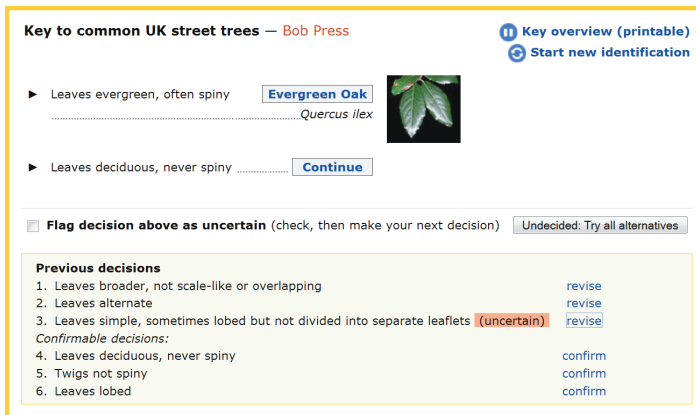 Key to common UK street trees — Bob Press
Key overview (printable)
Start new identification
Leaves evergreen, often spiny Evergreen Oak
Quercus ilex
Leaves deciduous, never spiny Continue
Flag decision above as uncertain (check, then make your next decision) Undecided: Try all alternatives
Previous decisions
1. Leaves broader, not scale-like or overlapping revise
2. Leaves alternate revise
3. Leaves simple, sometimes lobed but not divided into separate leaflets (uncertain) revise
Confirmable decisions:
4. Leaves deciduous, never spiny confirm
5. Twigs not spiny confirm
6. Leaves lobed confirm